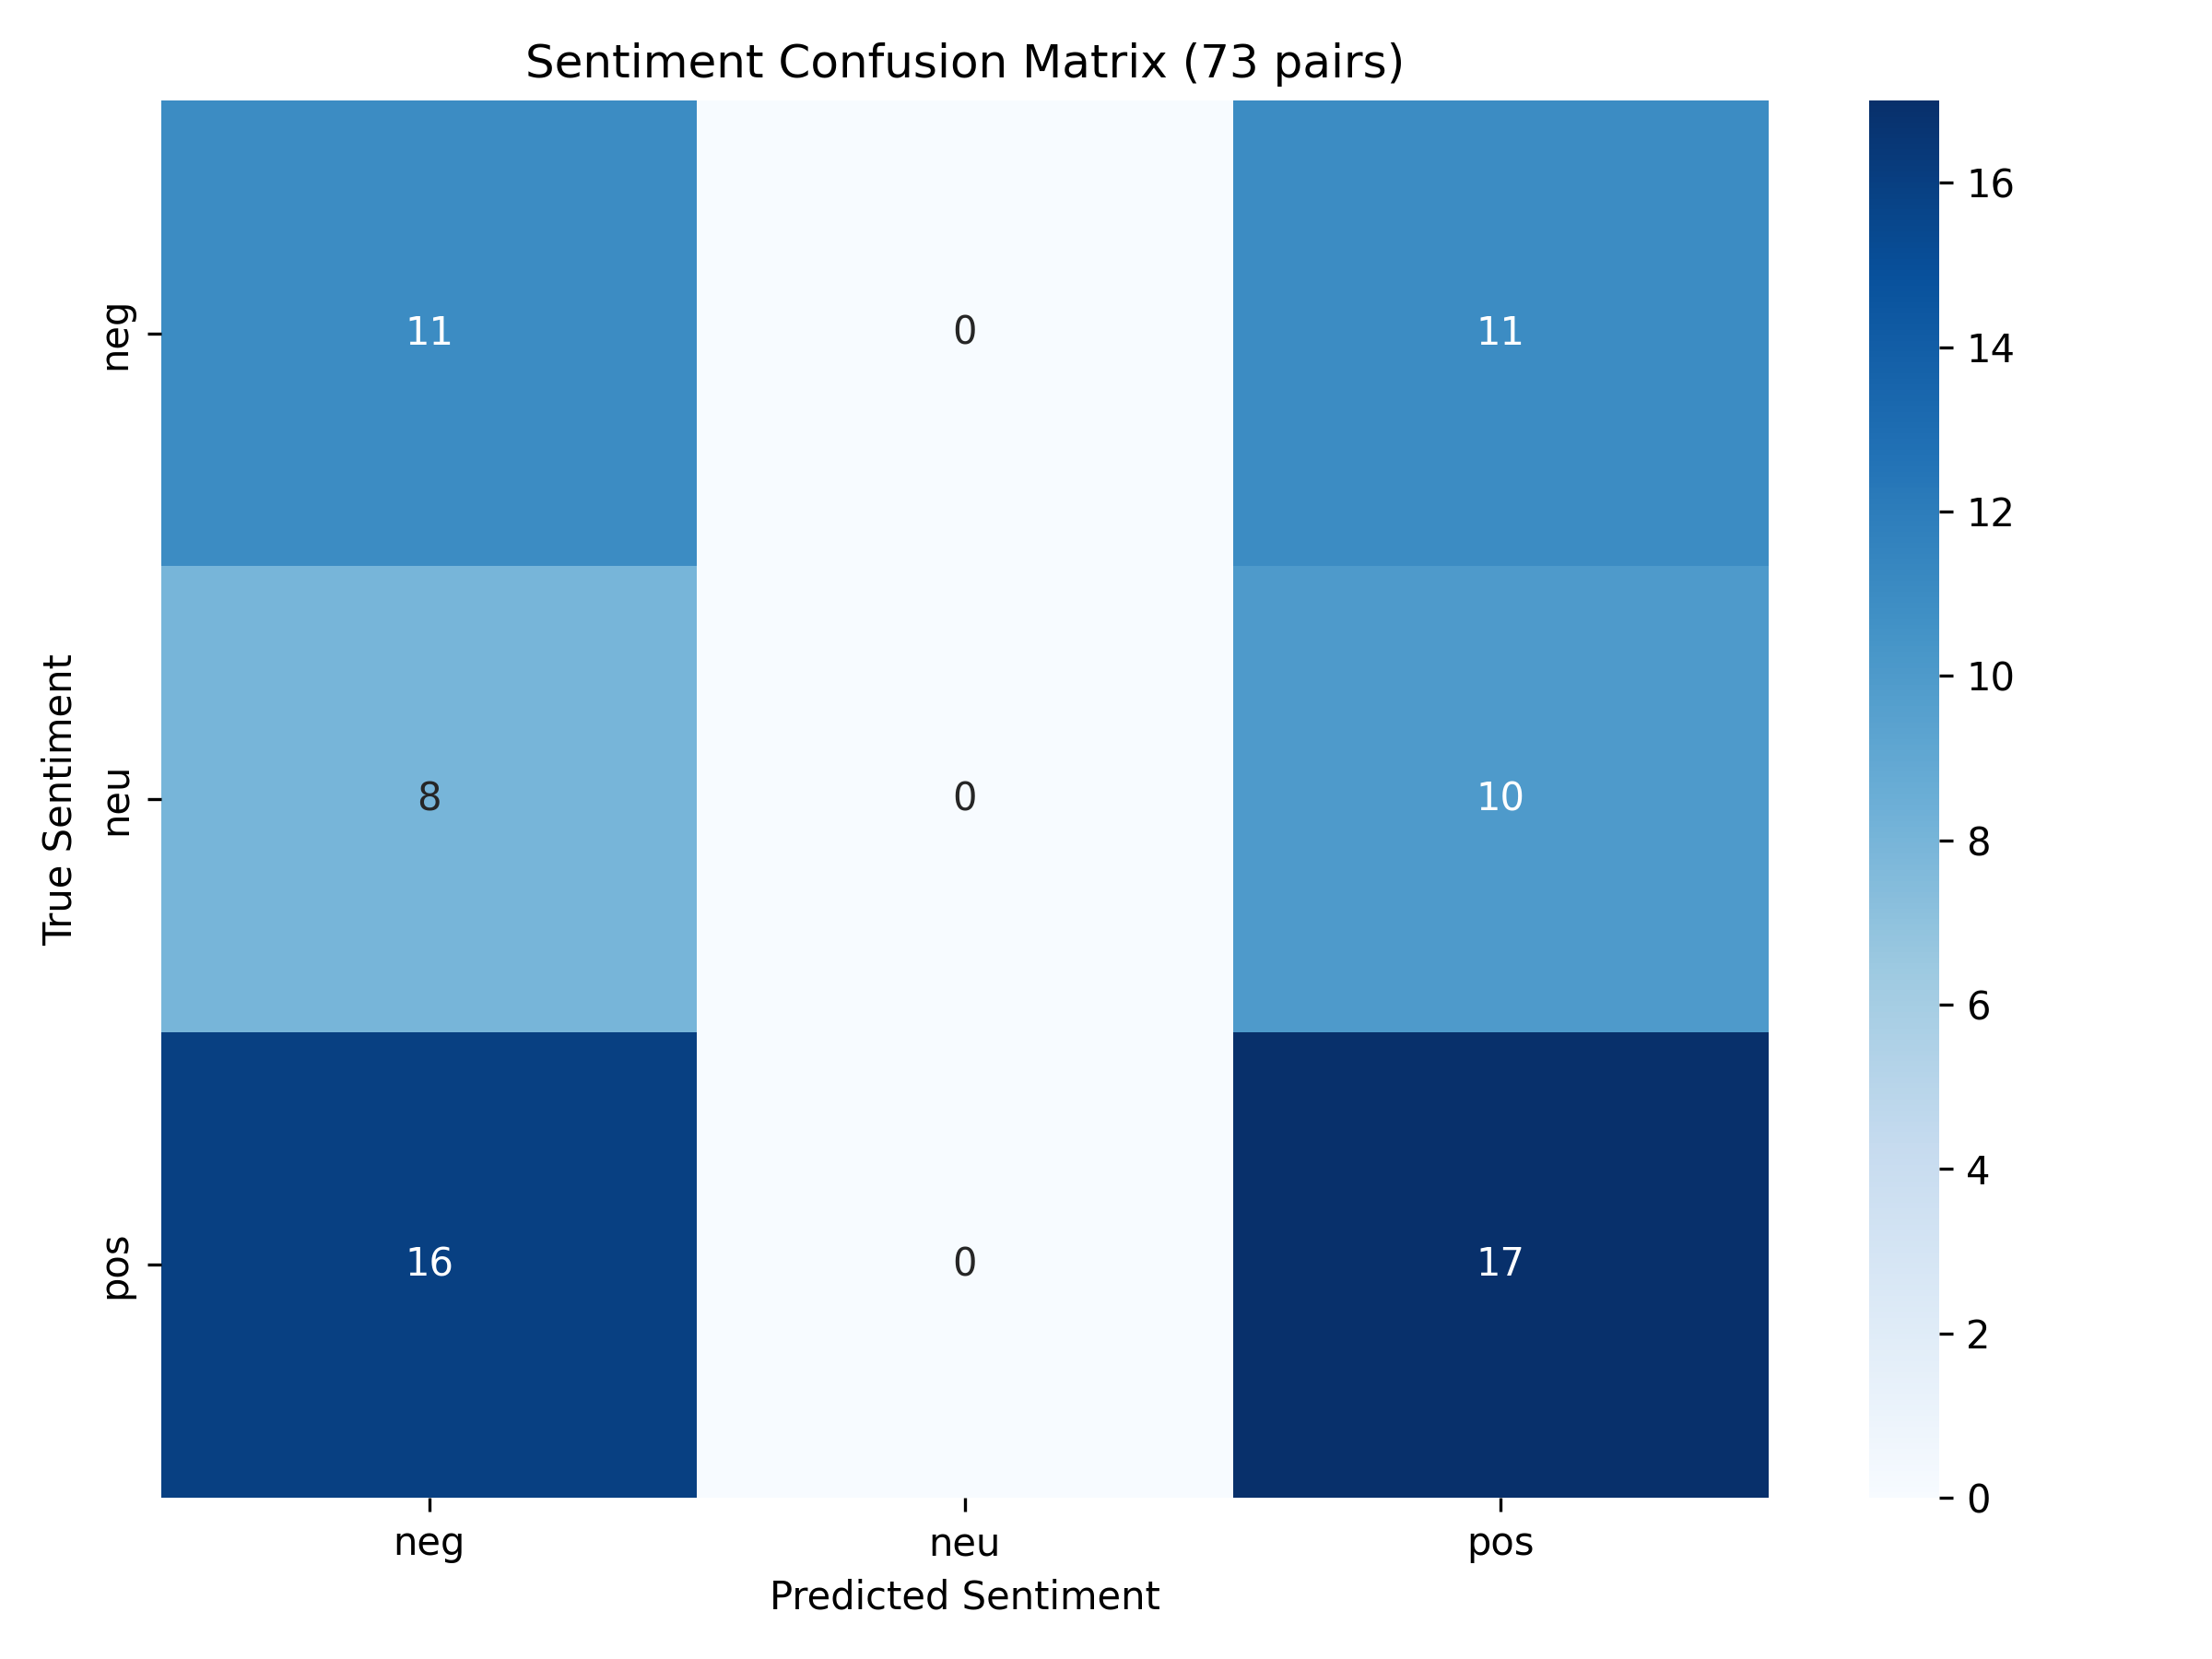 Sentiment Confusion Matrix (73 pairs)
True Sentiment
neg
11
0
11
neu
8
0
10
pos
16
0
17
neg
neu
pos
Predicted Sentiment
16
14
12
10
8
6
4
2
0